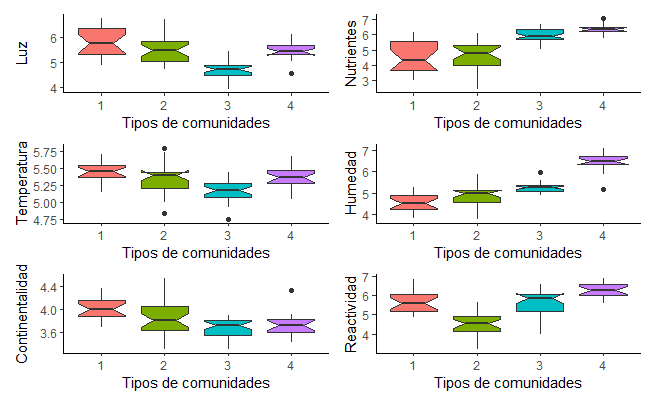 Luz
6
5
4
1 2 3 4
Tipos de comunidades
Nutrientes
7
6
5
4
3
1 2 3 4
Tipos de comunidades
Temperatura
5.75
5.50
5.25
5.00
4.75
1 2 3 4
Tipos de comunidades
Humedad
7
6
5
4
1 2 3 4
Tipos de comunidades
Continentalidad
4.4
4.0
3.6
1 2 3 4
Tipos de comunidades
Reactividad
7
6
5
4
1 2 3 4
Tipos de comunidades